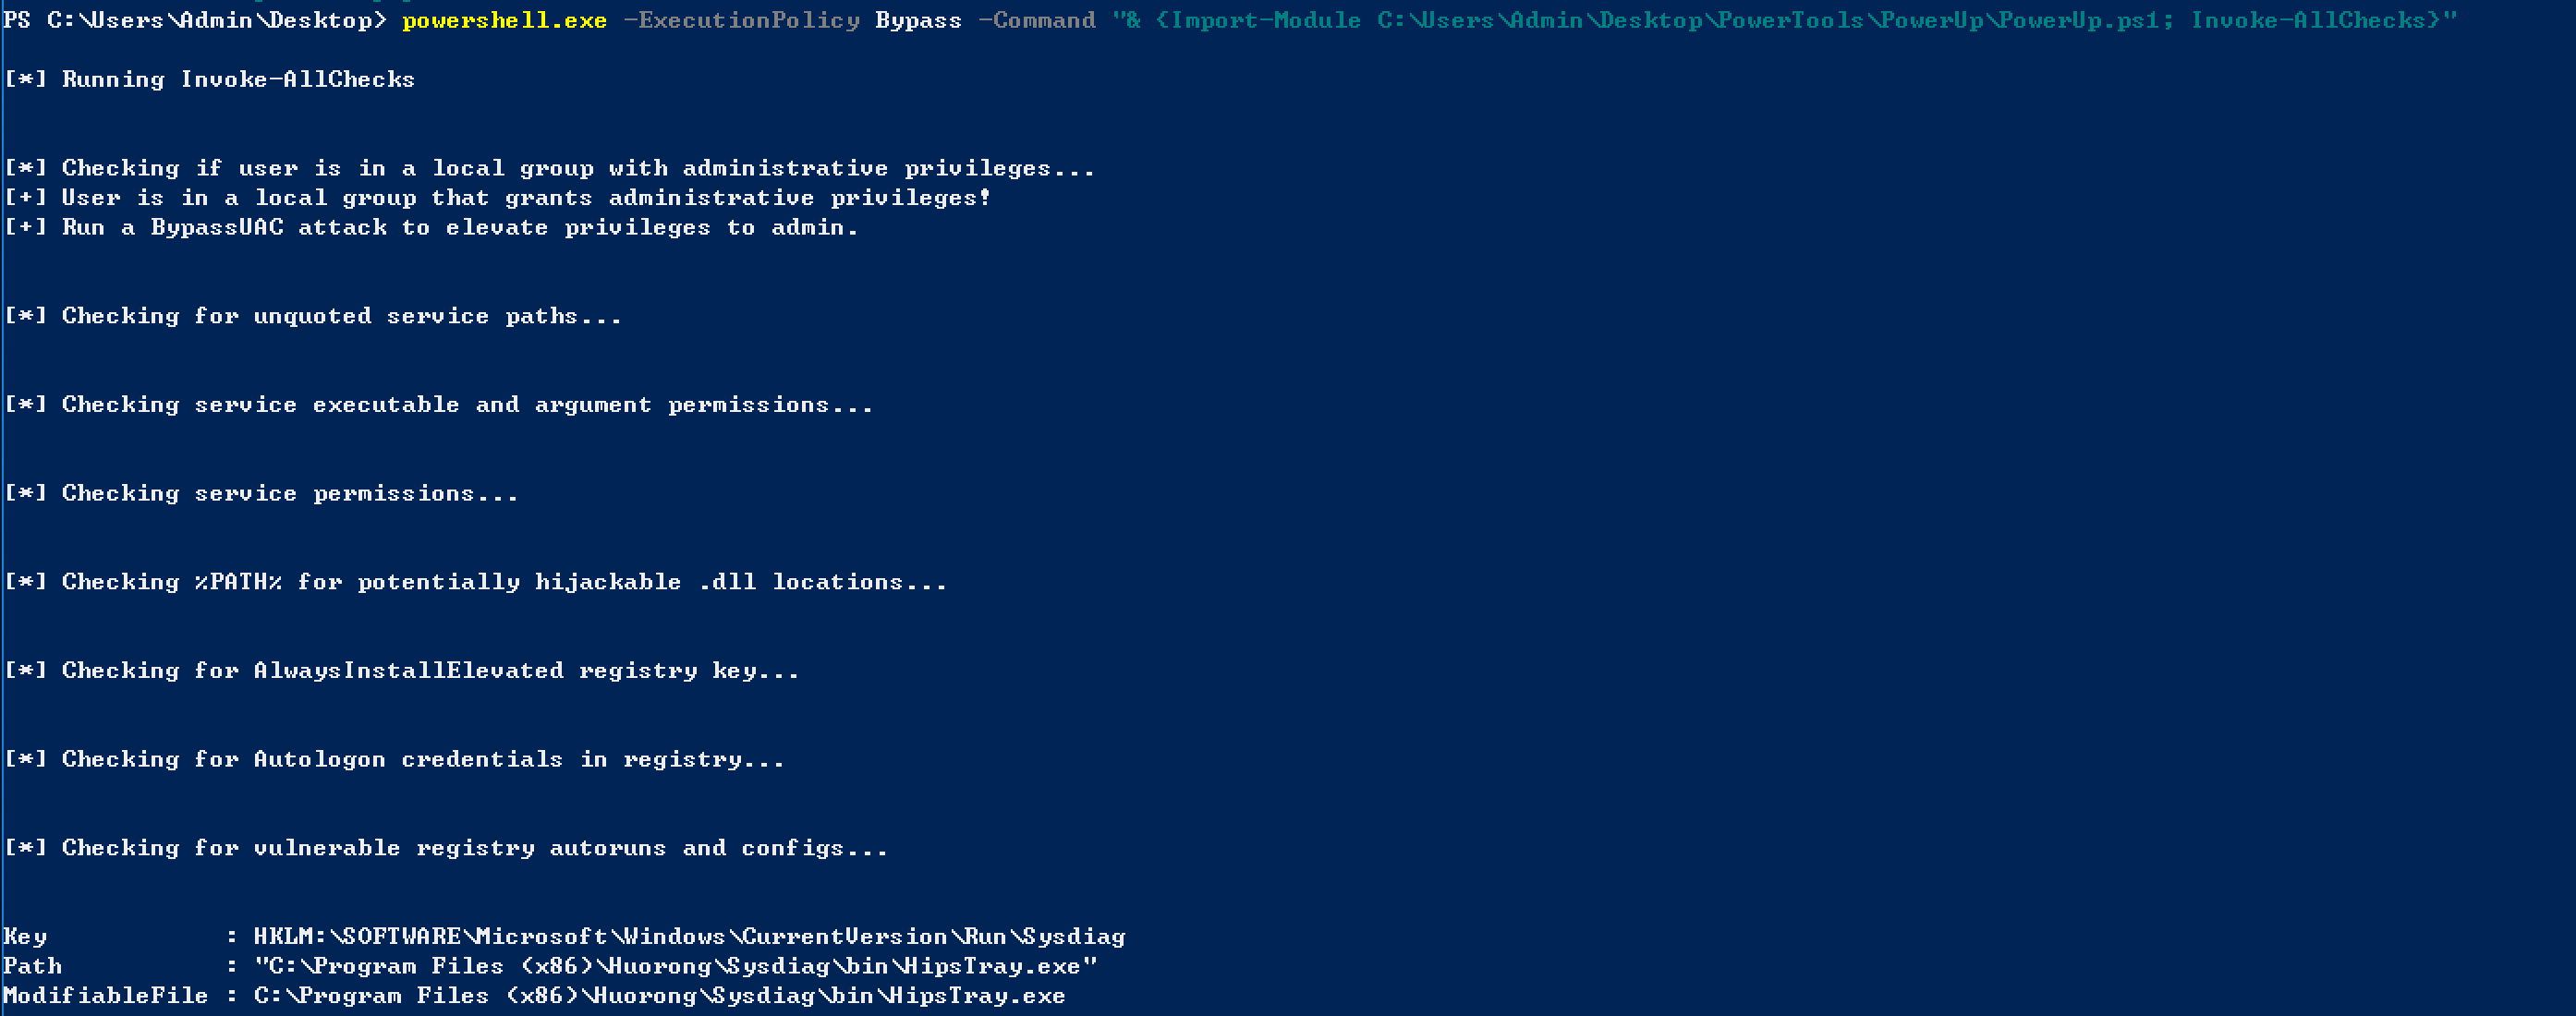 PS C:\Users\Admin\Desktop> powershell.exe -ExecutionPolicy Bypass -Command "& {Import-Module C:\Users\Admin\Desktop\PowerTools\PowerUp\PowerUp.ps1; Invoke-AllChecks}"
[*] Running Invoke-AllChecks
[*] Checking if user is in a local group with administrative privileges...
[+] User is in a local group that grants administrative privileges!
[+] Run a BypassUAC attack to elevate privileges to admin.
[*] Checking for unquoted service paths...
[*] Checking service executable and argument permissions...
[*] Checking service permissions...
[*] Checking %PATH% for potentially hijackable .dll locations...
[*] Checking for AlwaysInstallElevated registry key...
[*] Checking for Autologon credentials in registry...
[*] Checking for vulnerable registry autoruns and configs...
Key            : HKLM:\SOFTWARE\Microsoft\Windows\CurrentVersion\Run\Sysdiag
Path           : "C:\Program Files (x86)\Huorong\Sysdiag\bin\HipsTray.exe"
ModifiableFile : C:\Program Files (x86)\Huorong\Sysdiag\bin\HipsTray.exe